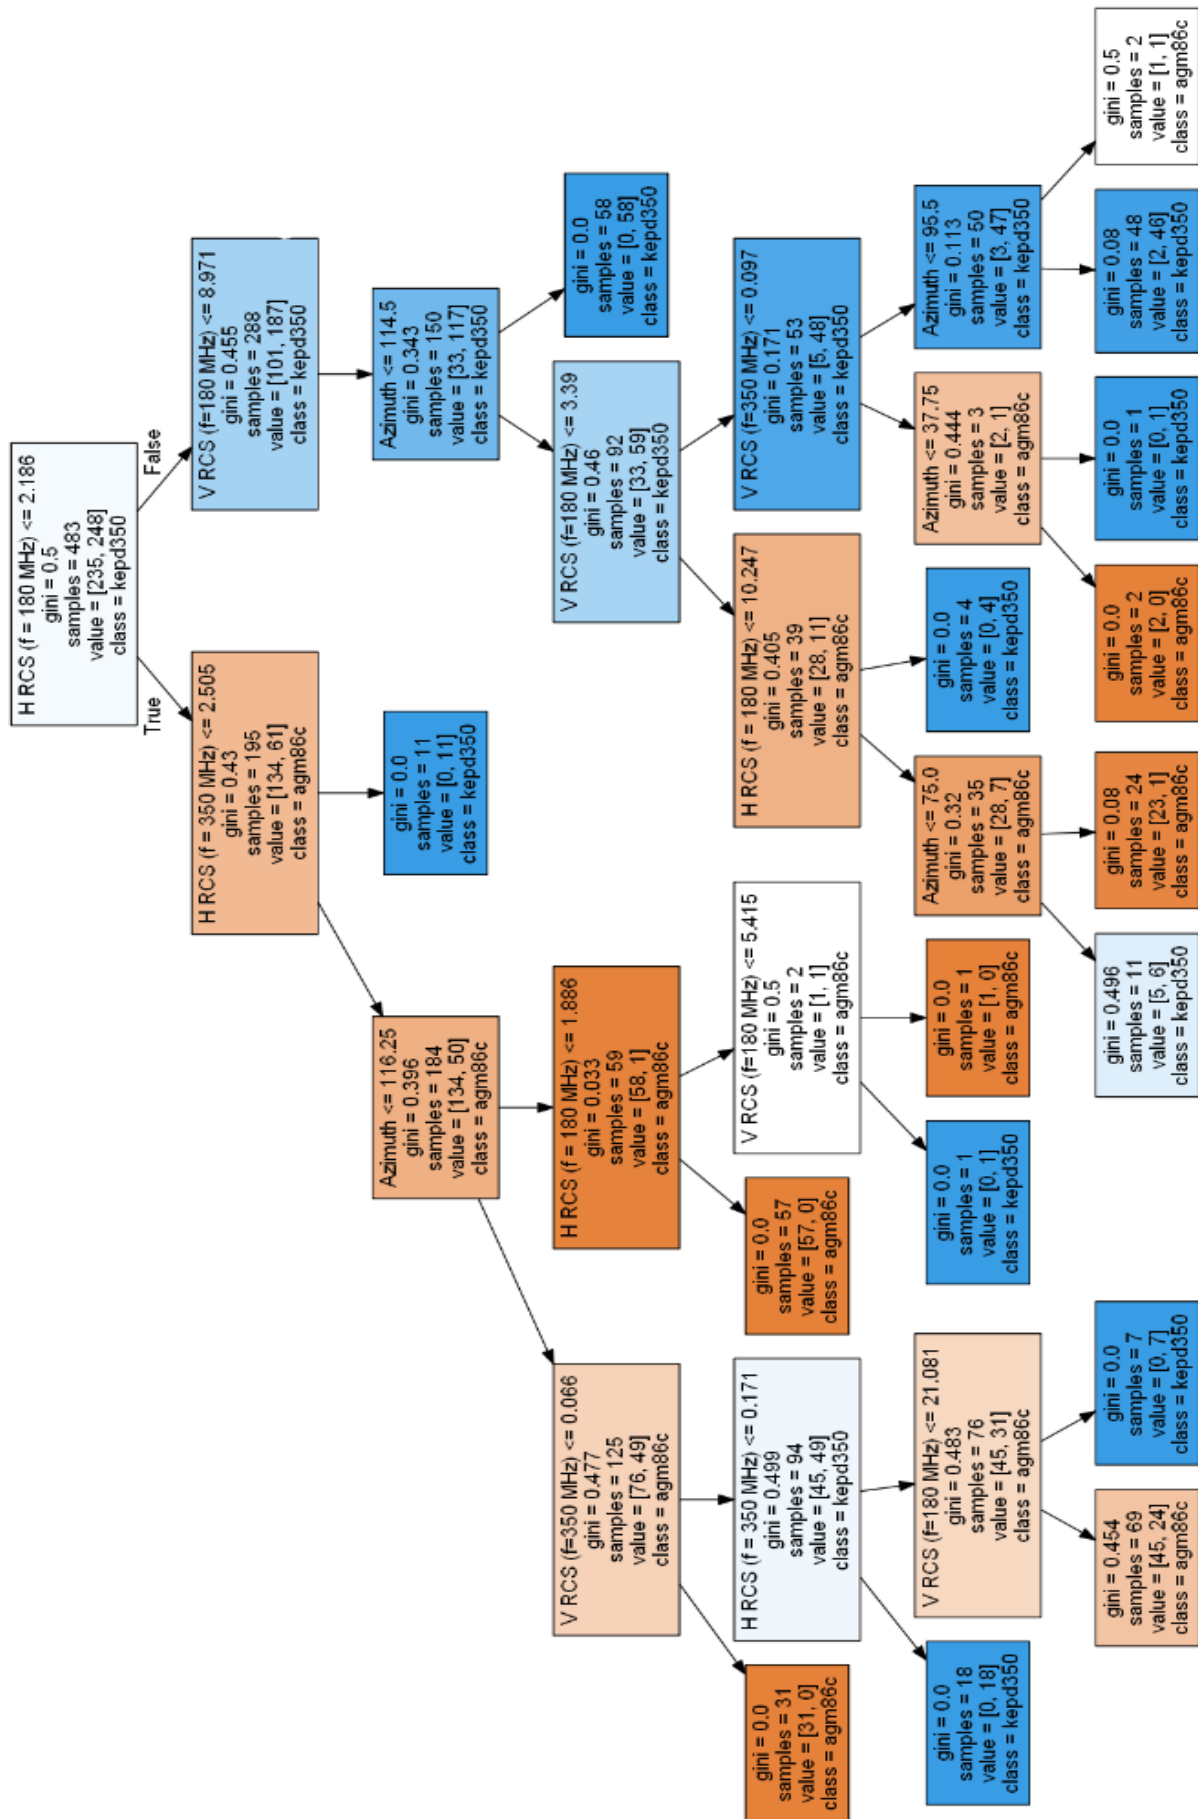 H RCS (f = 180 MHz) <= 2.186
gini = 0.5
samples = 483
value = [235, 248]
class = kepd350
True
False
H RCS (f = 350 MHz) <= 2.505
gini = 0.43
samples = 195
value = [134, 61]
class = agm86c
V RCS (f=180 MHz) <= 8.971
gini = 0.455
samples = 288
value = [101, 187]
class = kepd350
Azimuth <= 116.25
gini = 0.396
samples = 184
value = [134, 50]
class = agm86c
gini = 0.0
samples = 11
value = [0, 11]
class = kepd350
Azimuth <= 114.5
gini = 0.343
samples = 150
value = [33, 117]
class = kepd350
V RCS (f=350 MHz) <= 0.066
gini = 0.477
samples = 125
value = [76, 49]
class = agm86c
H RCS (f = 180 MHz) <= 1.886
gini = 0.033
samples = 59
value = [58, 1]
class = agm86c
V RCS (f=180 MHz) <= 3.39
gini = 0.46
samples = 92
value = [33, 59]
class = kepd350
gini = 0.0
samples = 58
value = [0, 58]
class = kepd350
gini = 0.0
samples = 31
value = [31, 0]
class = agm86c
H RCS (f = 350 MHz) <= 0.171
gini = 0.499
samples = 94
value = [45, 49]
class = kepd350
gini = 0.0
samples = 57
value = [57, 0]
class = agm86c
V RCS (f=180 MHz) <= 5.415
gini = 0.5
samples = 2
value = [1, 1]
class = agm86c
H RCS (f = 180 MHz) <= 10.247
gini = 0.405
samples = 39
value = [28, 11]
class = agm86c
V RCS (f=350 MHz) <= 0.097
gini = 0.171
samples = 53
value = [5, 48]
class = kepd350
gini = 0.0
samples = 18
value = [0, 18]
class = kepd350
V RCS (f=180 MHz) <= 21.081
gini = 0.483
samples = 76
value = [45, 31]
class = agm86c
gini = 0.0
samples = 1
value = [0, 1]
class = kepd350
gini = 0.0
samples = 1
value = [1, 0]
class = agm86c
Azimuth <= 75.0
gini = 0.32
samples = 35
value = [28, 7]
class = agm86c
gini = 0.0
samples = 4
value = [0, 4]
class = kepd350
Azimuth <= 37.75
gini = 0.444
samples = 3
value = [2, 1]
class = agm86c
Azimuth <= 95.5
gini = 0.113
samples = 50
value = [3, 47]
class = kepd350
gini = 0.454
samples = 69
value = [45, 24]
class = agm86c
gini = 0.0
samples = 7
value = [0, 7]
class = kepd350
gini = 0.496
samples = 11
value = [5, 6]
class = kepd350
gini = 0.08
samples = 24
value = [23, 1]
class = agm86c
gini = 0.0
samples = 2
value = [2, 0]
class = agm86c
gini = 0.0
samples = 1
value = [0, 1]
class = kepd350
gini = 0.08
samples = 48
value = [2, 46]
class = kepd350
gini = 0.5
samples = 2
value = [1, 1]
class = agm86c